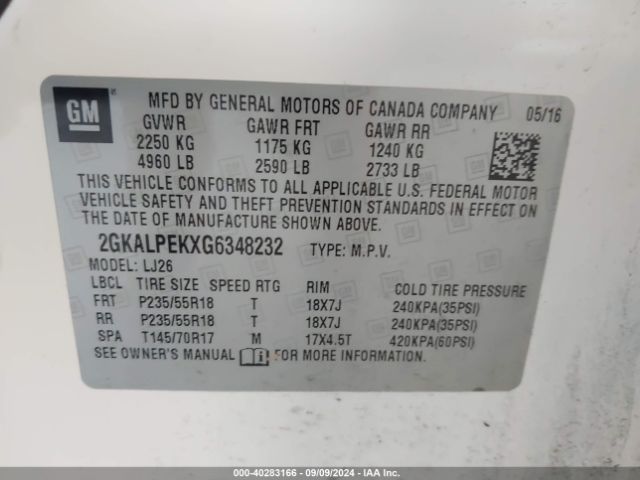 GM
MFD BY GENERAL MOTORS OF CANADA COMPANY 05/16
GVWR GAWR FRT GAWR RR
2250 KG 1175 KG 1240 KG
4960 LB 2590 LB 2733 LB
THIS VEHICLE CONFORMS TO ALL APPLICABLE U.S. FEDERAL MOTOR
VEHICLE SAFETY AND THEFT PREVENTION STANDARDS IN EFFECT ON
THE DATE OF MANUFACTURE SHOWN ABOVE.
2GKALPEKXG6348232 TYPE: M.P.V.
MODEL: LJ26
LBCL TIRE SIZE SPEED RTG RIM COLD TIRE PRESSURE
FRT P235/55R18 T 18X7J 240KPA(35PSI)
RR P235/55R18 T 18X7J 240KPA(35PSI)
SPA T145/70R17 M 17X4.5T 420KPA(60PSI)
SEE OWNER'S MANUAL FOR MORE INFORMATION.
000-40283166 - 09/09/2024 - IAA Inc.